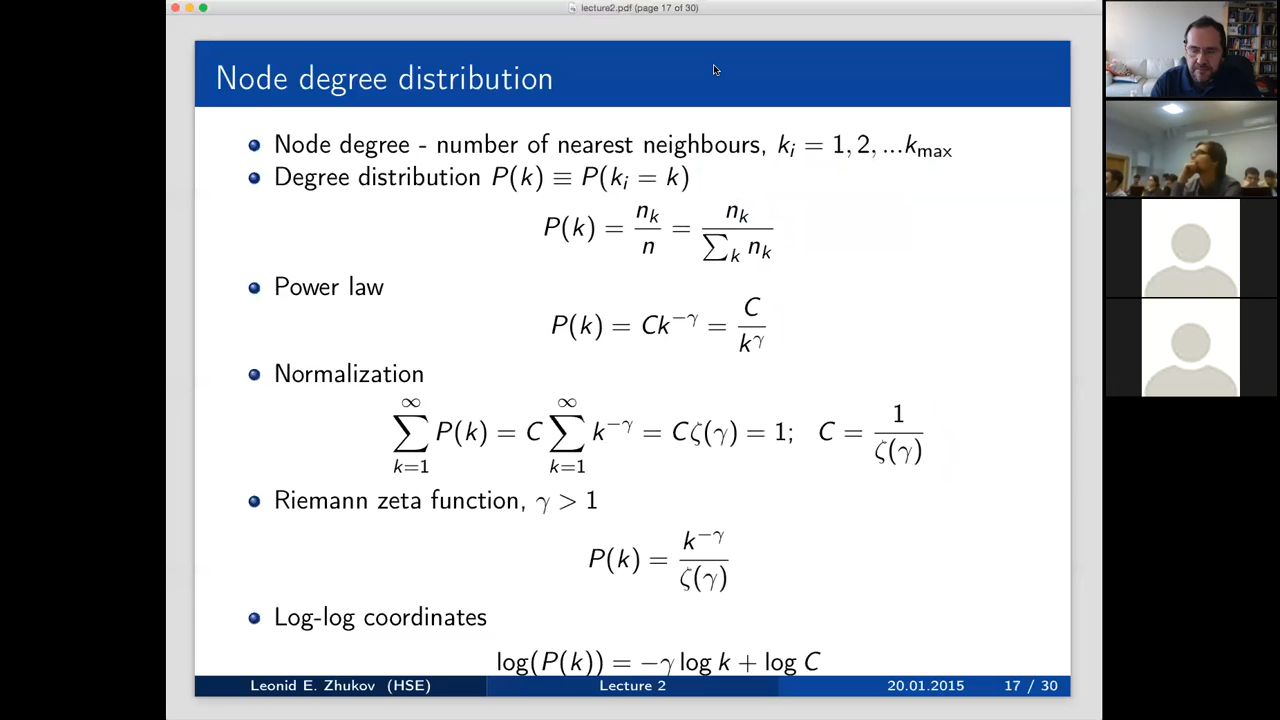 lecture2.pdf (page 17 of 30)
Node degree distribution
Node degree - number of nearest neighbours, k_i = 1, 2, ...k_max
Degree distribution P(k) ≡ P(k_i = k)
P(k) = n_k / n = n_k / ∑_k n_k
Power law
P(k) = Ck^{−γ} = C / k^γ
Normalization
∑_{k=1}^{∞} P(k) = C ∑_{k=1}^{∞} k^{−γ} = Cζ(γ) = 1; C = 1 / ζ(γ)
Riemann zeta function, γ > 1
P(k) = k^{−γ} / ζ(γ)
Log-log coordinates
log(P(k)) = −γ log k + log C
Leonid E. Zhukov (HSE) Lecture 2 20.01.2015 17 / 30